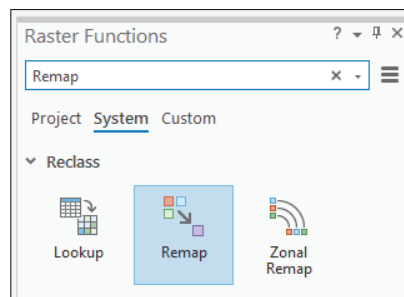 Raster Functions ?
Remap
Project System Custom
Reclass
Lookup Remap Zonal Remap